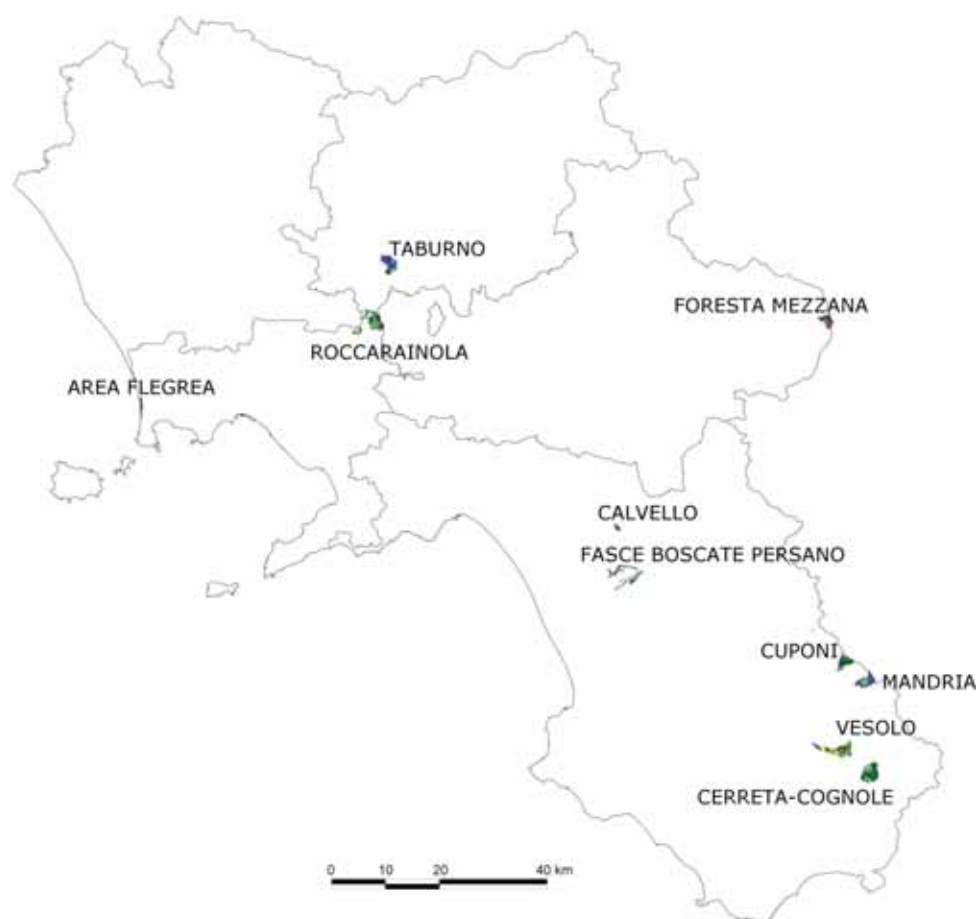 TABURNO
FORESTA MEZZANA
ROCCARAINOLA
AREA FLEGREA
CALVELLO
FASCE BOSCATE PERSANO
CUPONI
MANDRIA
VESOLO
CERRETA-COGNOLE
0 10 20 40 km